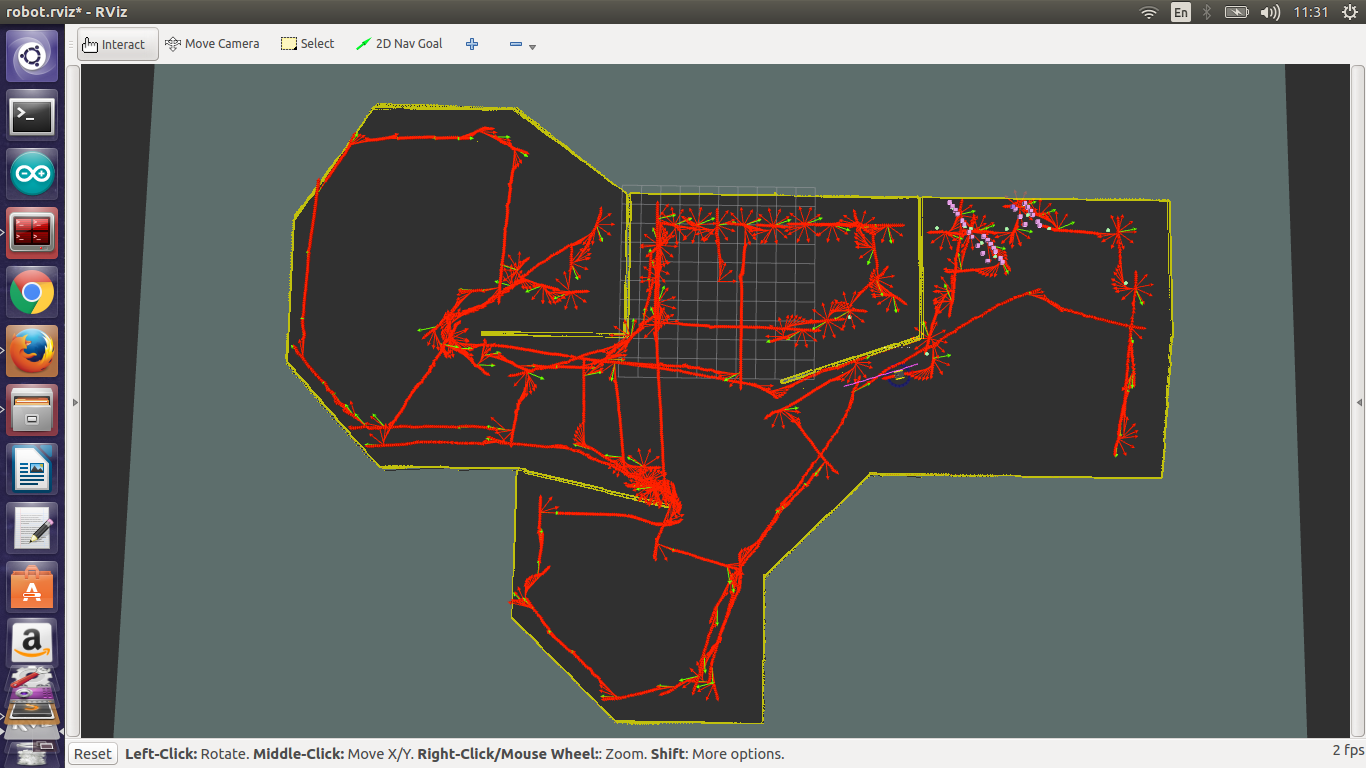 robot.rviz* - RViz
En
11:31
Interact
Move Camera
Select
2D Nav Goal
Reset
Left-Click: Rotate. Middle-Click: Move X/Y. Right-Click/Mouse Wheel:: Zoom. Shift: More options.
2 fps